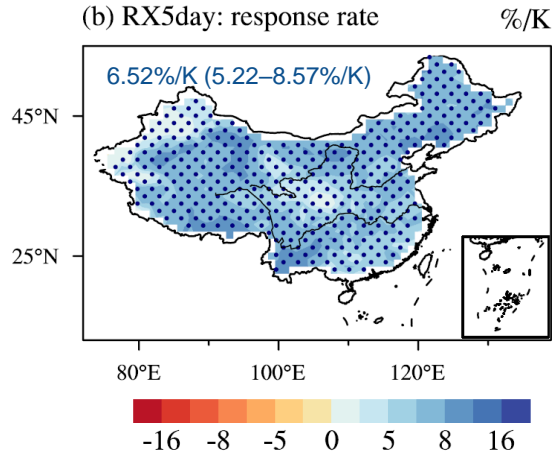 (b) RX5day: response rate %/K
6.52%/K (5.22–8.57%/K)
45°N
25°N
80°E 100°E 120°E
-16 -8 -5 0 5 8 16